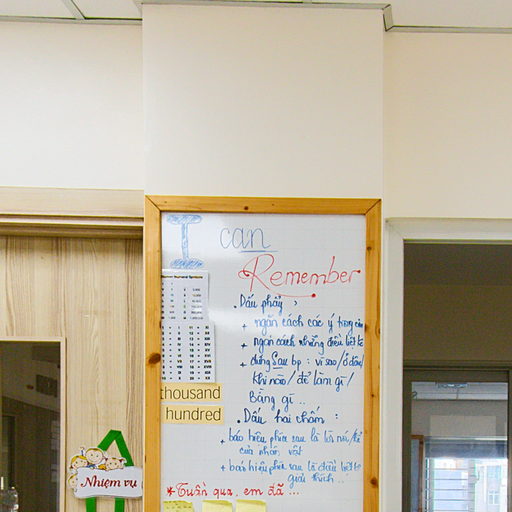 I can
Remember
. Dấu phẩy ,
+ ngăn cách các ý trong câu
+ ngăn cách những điều liệt kê
+ đứng sau bp : vì sao / ở đâu /
khi nào / để làm gì /
Bằng gì ..
. Dấu hai chấm :
+ báo hiệu phía sau là lời nói /
của nhân vật
+ báo hiệu phía sau là điều liệt kê
giải thích ..
thousand
hundred
* Tuần qua, em đã ...
Nhiệm vụ